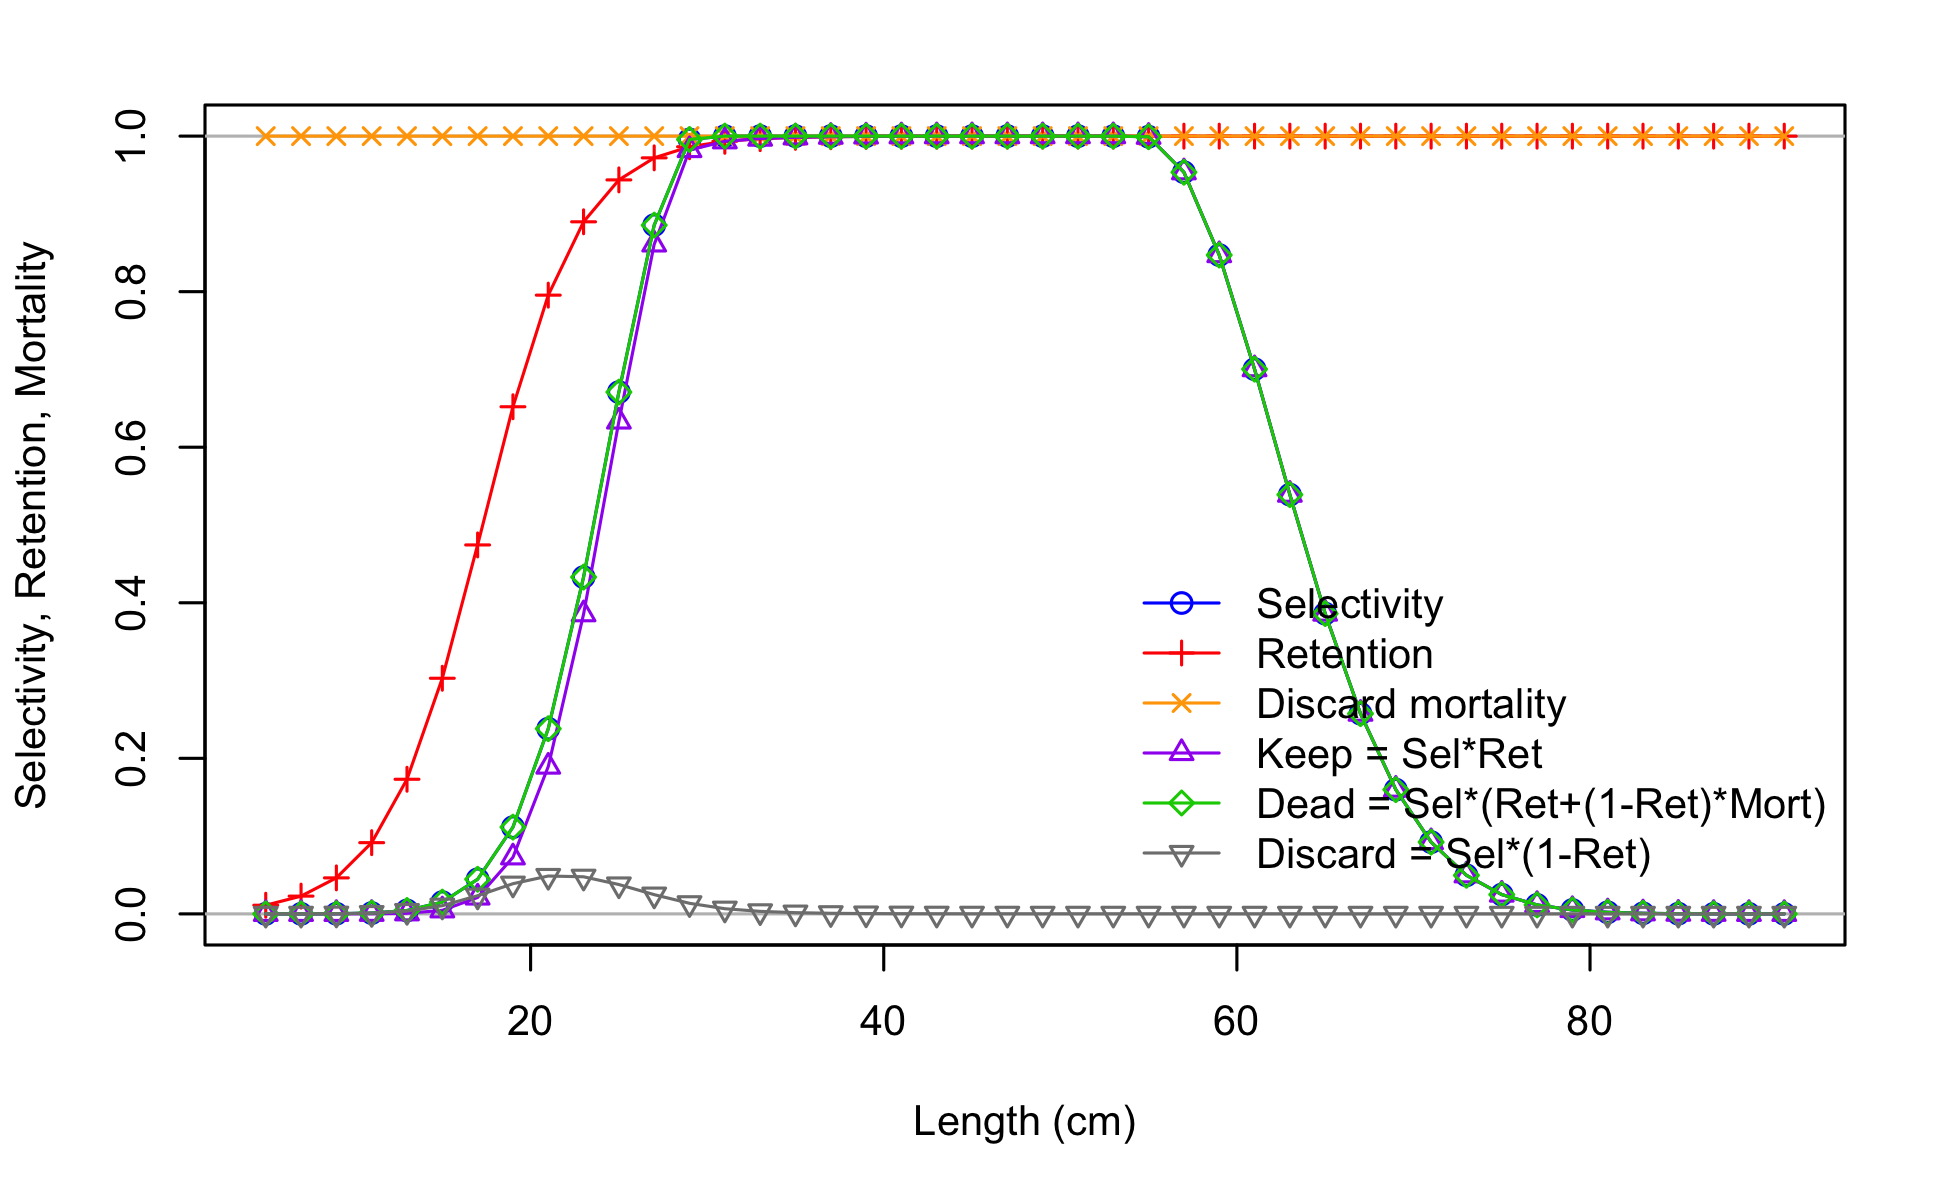 Selectivity, Retention, Mortality
1.0
0.8
0.6
0.4
0.2
0.0
Selectivity
Retention
Discard mortality
Keep = Sel*Ret
Dead = Sel*(Ret+(1-Ret)*Mort)
Discard = Sel*(1-Ret)
20 40 60 80
Length (cm)